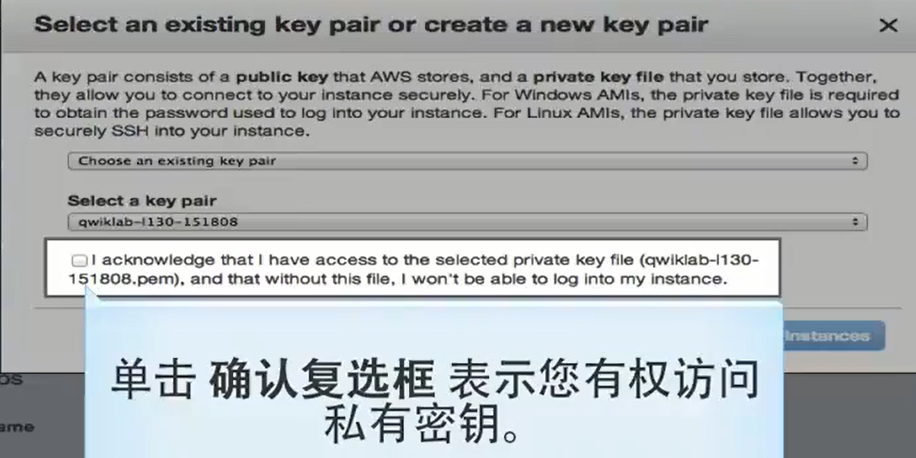 Select an existing key pair or create a new key pair
A key pair consists of a public key that AWS stores, and a private key file that you store. Together,
they allow you to connect to your instance securely. For Windows AMIs, the private key file is required
to obtain the password used to log into your instance. For Linux AMIs, the private key file allows you to
securely SSH into your instance.
Choose an existing key pair
Select a key pair
qwiklab-l130-151808
I acknowledge that I have access to the selected private key file (qwiklab-l130-
151808.pem), and that without this file, I won't be able to log into my instance.
Instances
单击 确认复选框 表示您有权访问
私有密钥。
ame